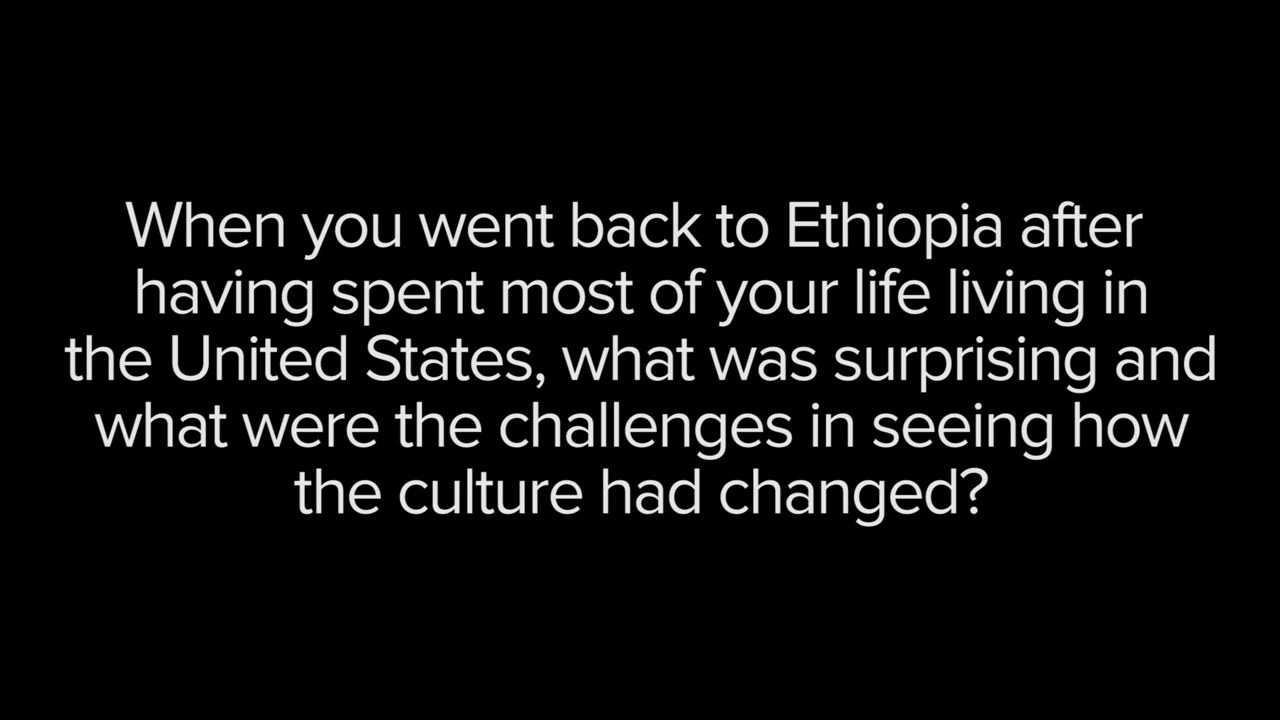 When you went back to Ethiopia after
having spent most of your life living in
the United States, what was surprising and
what were the challenges in seeing how
the culture had changed?